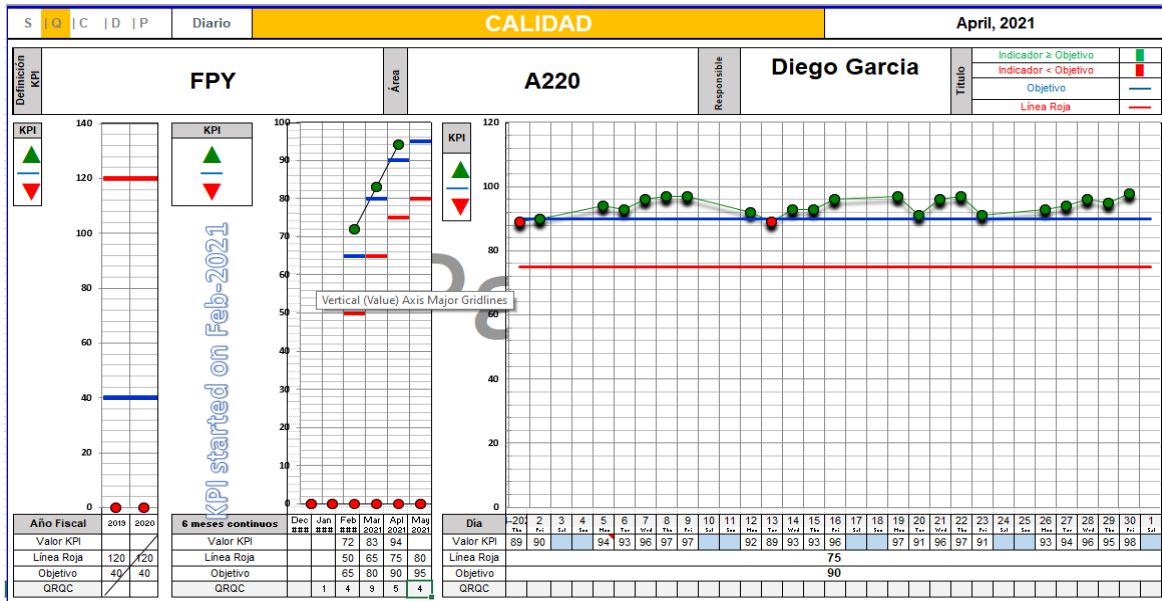 S |Q |C |D |P Diario CALIDAD April, 2021
Definición KPI FPY Área A220 Responsible Diego Garcia Titulo
Indicador ≥ Objetivo
Indicador < Objetivo
Objetivo
Línea Roja
KPI
140
120
100
80
60
40
20
0
KPI
KPI started on Feb-2021
100
90
80
70
60
50
40
30
20
10
0
Vertical (Value) Axis Major Gridlines
KPI
120
100
80
60
40
20
0
Año Fiscal 2019 2020
Valor KPI
Línea Roja 120 120
Objetivo 40 40
QRQC
6 meses continuos Dec ### Jan ### Feb ### Mar 2021 Apl 2021 May 2021
Valor KPI 72 83 94
Línea Roja 50 65 75 80
Objetivo 65 80 90 95
QRQC 1 4 9 5 4
Dia 2 3 4 5 6 7 8 9 10 11 12 13 14 15 16 17 18 19 20 21 22 23 24 25 26 27 28 29 30 1
Valor KPI 89 90 94 93 96 97 97 92 89 93 93 96 97 91 96 97 91 93 94 96 95 98
Línea Roja 75
Objetivo 90
QRQC